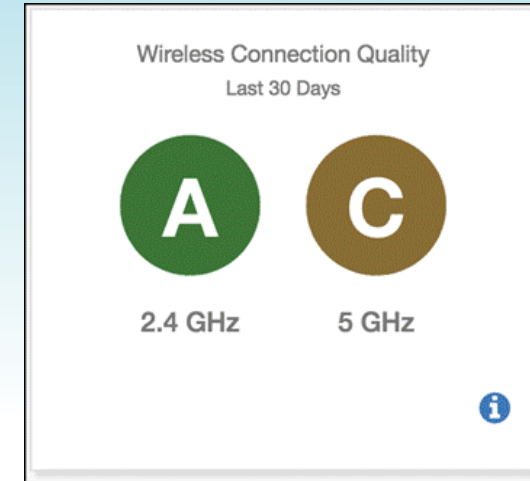 Wireless Connection Quality
Last 30 Days
A C
2.4 GHz 5 GHz
i